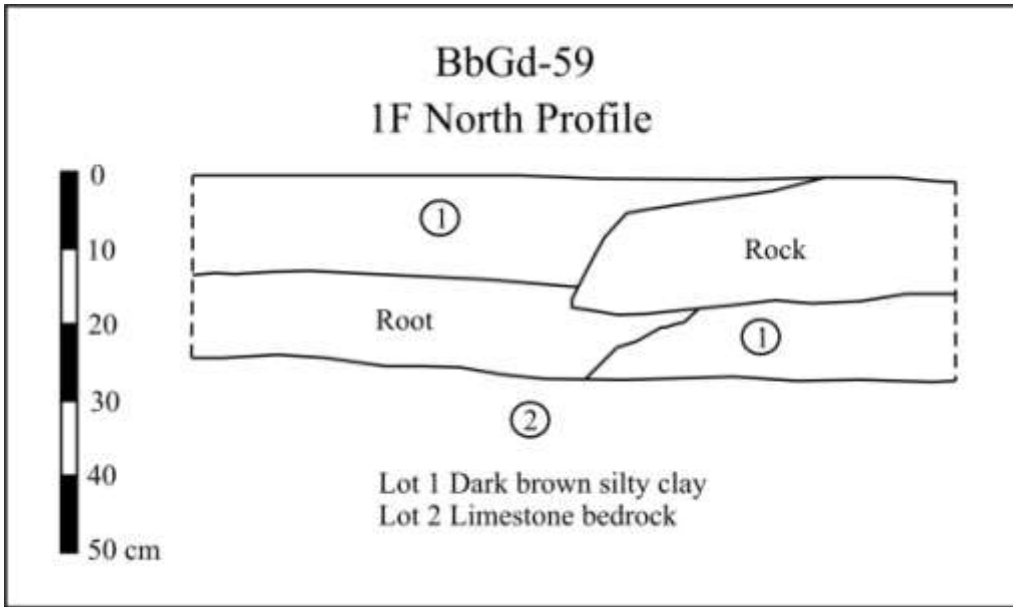 BbGd-59
1F North Profile
0
10
20
30
40
50 cm
1
Rock
Root
1
2
Lot 1 Dark brown silty clay
Lot 2 Limestone bedrock